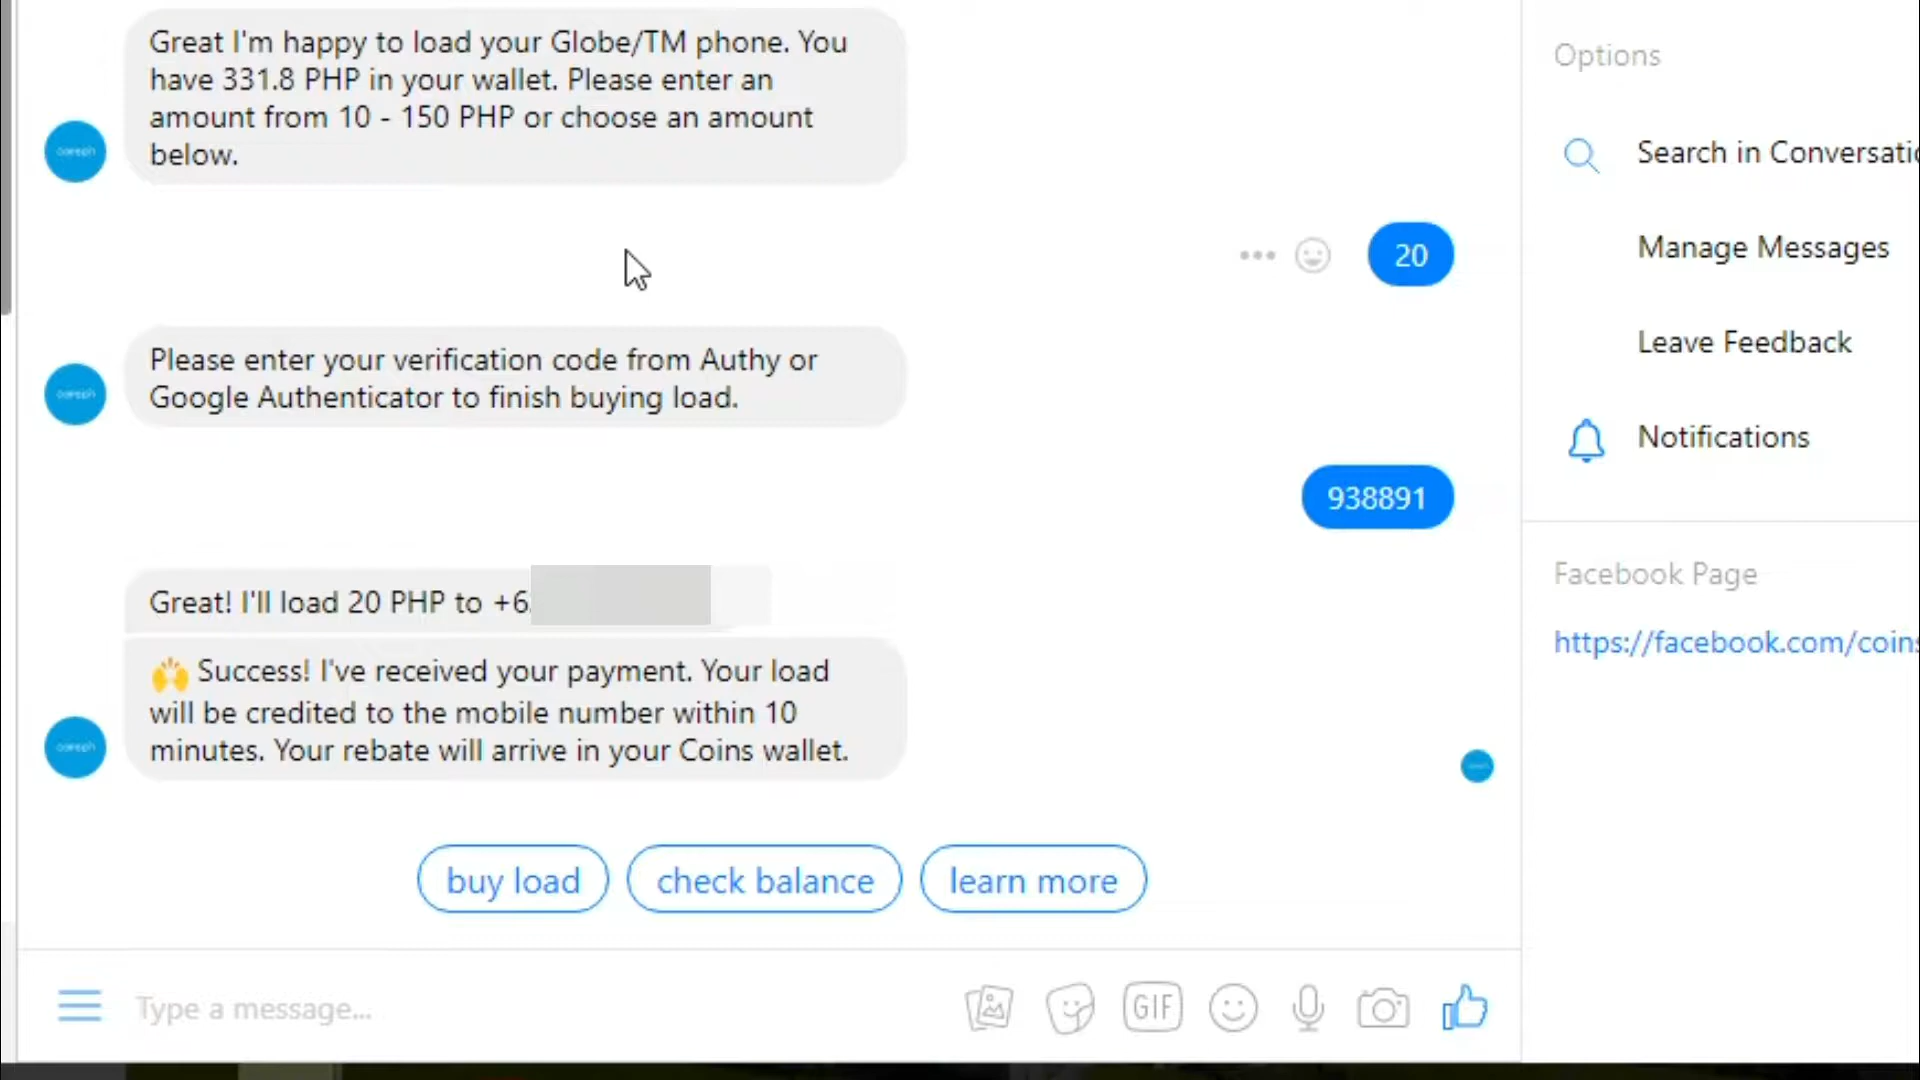 Great I'm happy to load your Globe/TM phone. You
have 331.8 PHP in your wallet. Please enter an
amount from 10 - 150 PHP or choose an amount
below.
20
Please enter your verification code from Authy or
Google Authenticator to finish buying load.
938891
Great! I'll load 20 PHP to +6
🙌 Success! I've received your payment. Your load
will be credited to the mobile number within 10
minutes. Your rebate will arrive in your Coins wallet.
buy load
check balance
learn more
Type a message...
GIF
Options
Search in Conversatio
Manage Messages
Leave Feedback
Notifications
Facebook Page
https://facebook.com/coins